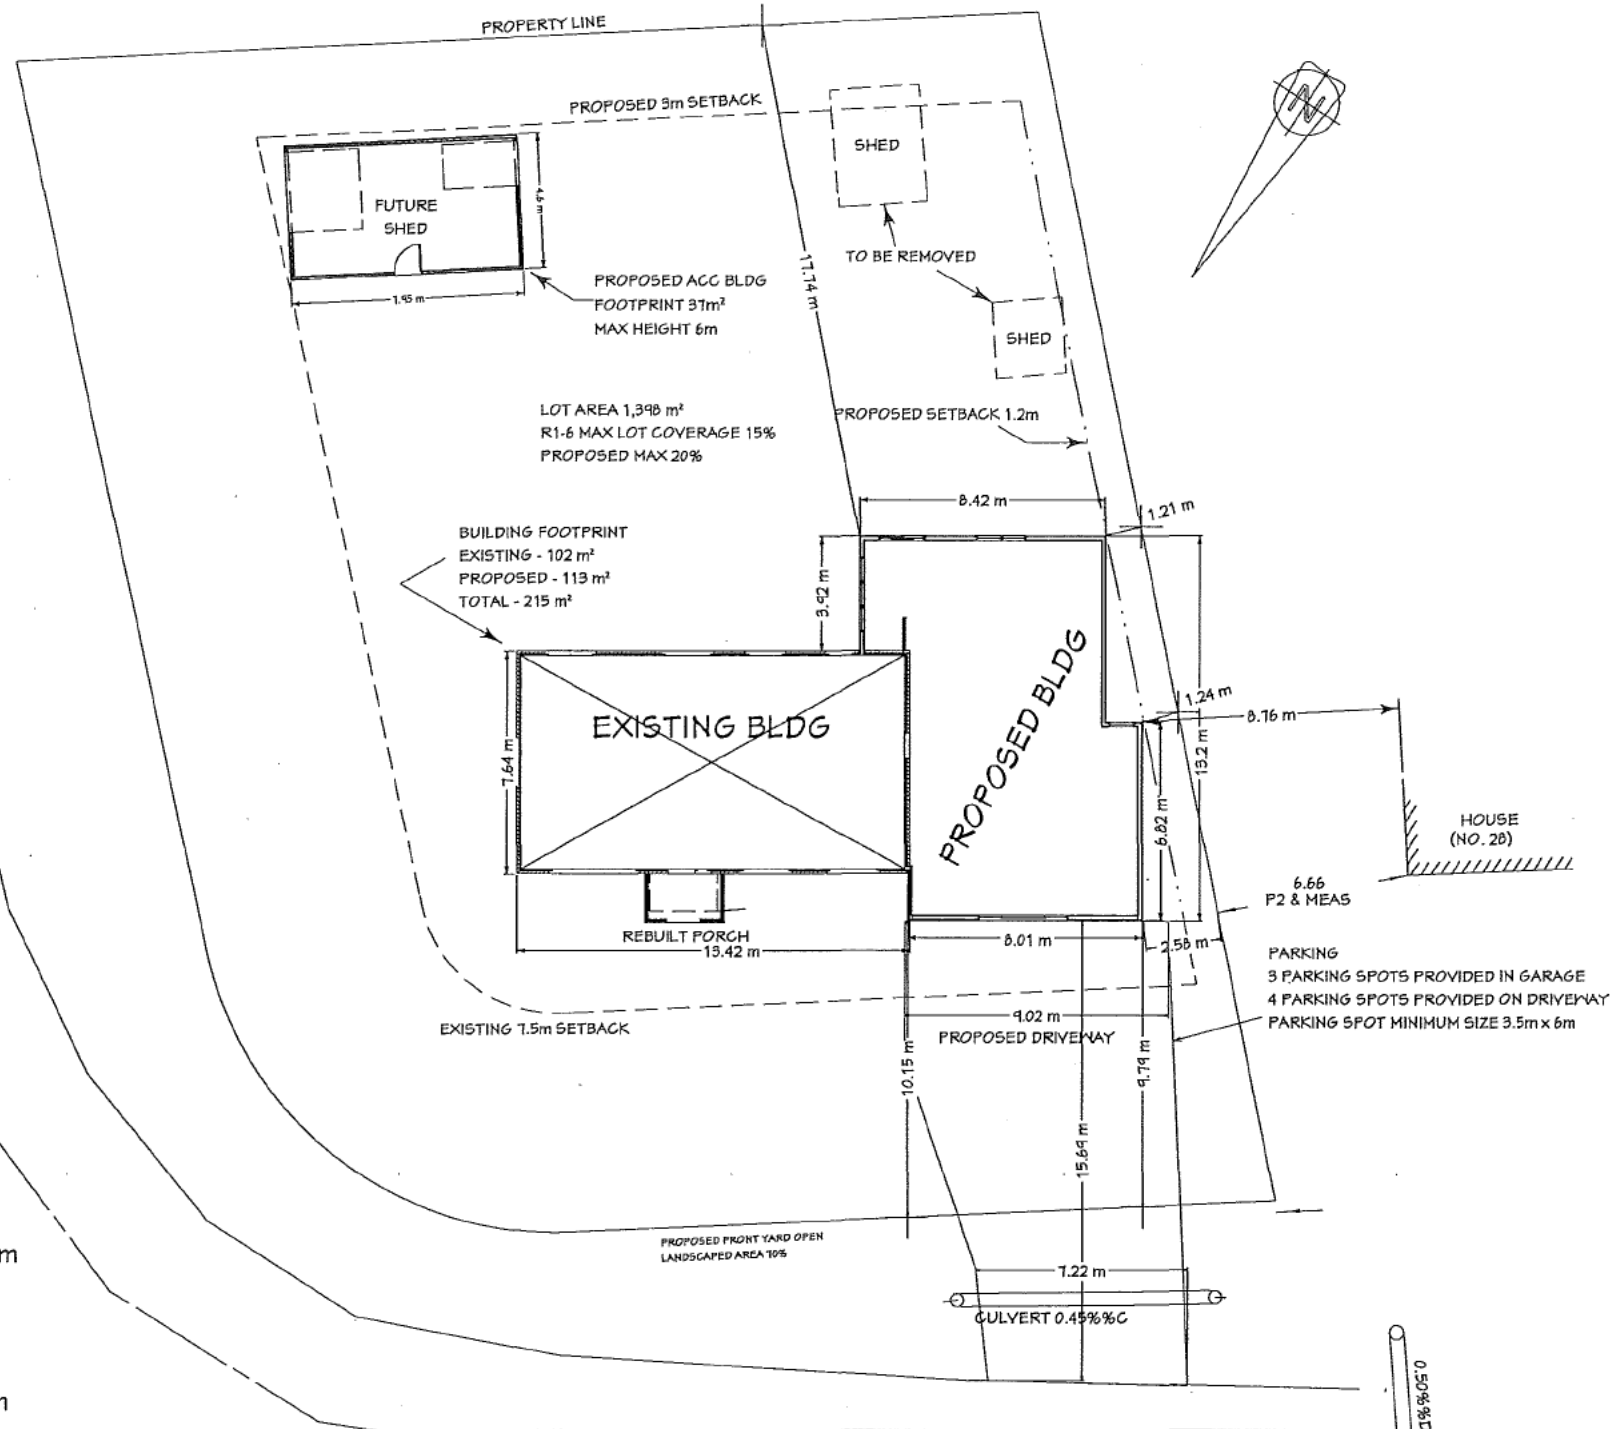 PROPERTY LINE
PROPOSED 3m SETBACK
N
SHED
FUTURE
SHED
4.6 m
TO BE REMOVED
17.74 m
PROPOSED ACC BLDG
FOOTPRINT 37m²
MAX HEIGHT 6m
7.95 m
SHED
LOT AREA 1,398 m²
R1-6 MAX LOT COVERAGE 15%
PROPOSED MAX 20%
PROPOSED SETBACK 1.2m
8.42 m
1.21 m
BUILDING FOOTPRINT
EXISTING - 102 m²
PROPOSED - 113 m²
TOTAL - 215 m²
3.92 m
EXISTING BLDG
PROPOSED BLDG
1.24 m
8.76 m
13.2 m
7.64 m
6.82 m
HOUSE
(NO. 28)
6.66
P2 & MEAS
REBUILT PORCH
13.42 m
8.01 m
2.58 m
PARKING
3 PARKING SPOTS PROVIDED IN GARAGE
4 PARKING SPOTS PROVIDED ON DRIVEWAY
PARKING SPOT MINIMUM SIZE 3.5m x 6m
EXISTING 7.5m SETBACK
9.02 m
PROPOSED DRIVEWAY
10.15 m
9.79 m
15.69 m
PROPOSED FRONT YARD OPEN
LANDSCAPED AREA 70%
m
7.22 m
CULVERT 0.45%%C
0.50%%